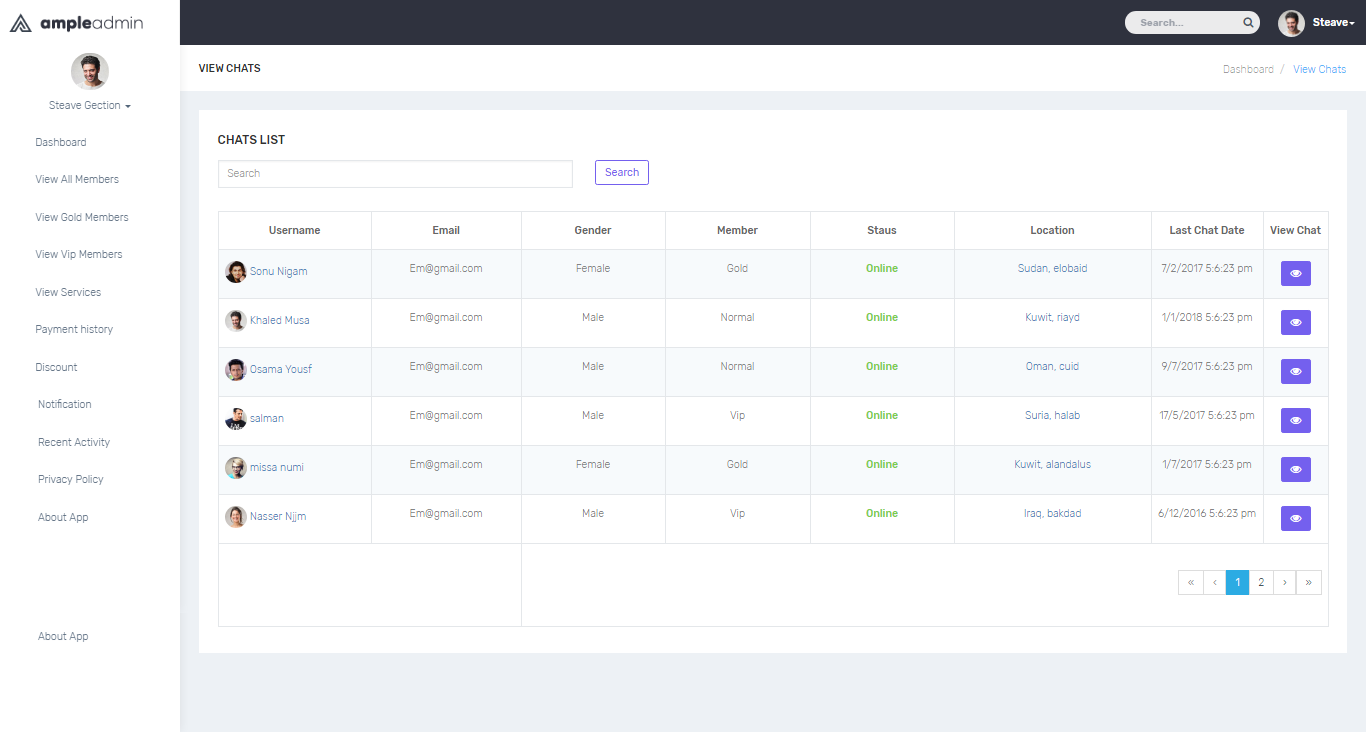 ampleadmin
Search...
Steave
Steave Gection
Dashboard
View All Members
View Gold Members
View Vip Members
View Services
Payment history
Discount
Notification
Recent Activity
Privacy Policy
About App
About App
VIEW CHATS
Dashboard / View Chats
CHATS LIST
Search
Search
Username Email Gender Member Staus Location Last Chat Date View Chat
Sonu Nigam Em@gmail.com Female Gold Online Sudan, elobaid 7/2/2017 5:6:23 pm
Khaled Musa Em@gmail.com Male Normal Online Kuwit, riayd 1/1/2018 5:6:23 pm
Osama Yousf Em@gmail.com Male Normal Online Oman, cuid 9/7/2017 5:6:23 pm
salman Em@gmail.com Male Vip Online Suria, halab 17/5/2017 5:6:23 pm
missa numi Em@gmail.com Female Gold Online Kuwit, alandalus 1/7/2017 5:6:23 pm
Nasser Njjm Em@gmail.com Male Vip Online Iraq, bakdad 6/12/2016 5:6:23 pm
« ‹ 1 2 › »